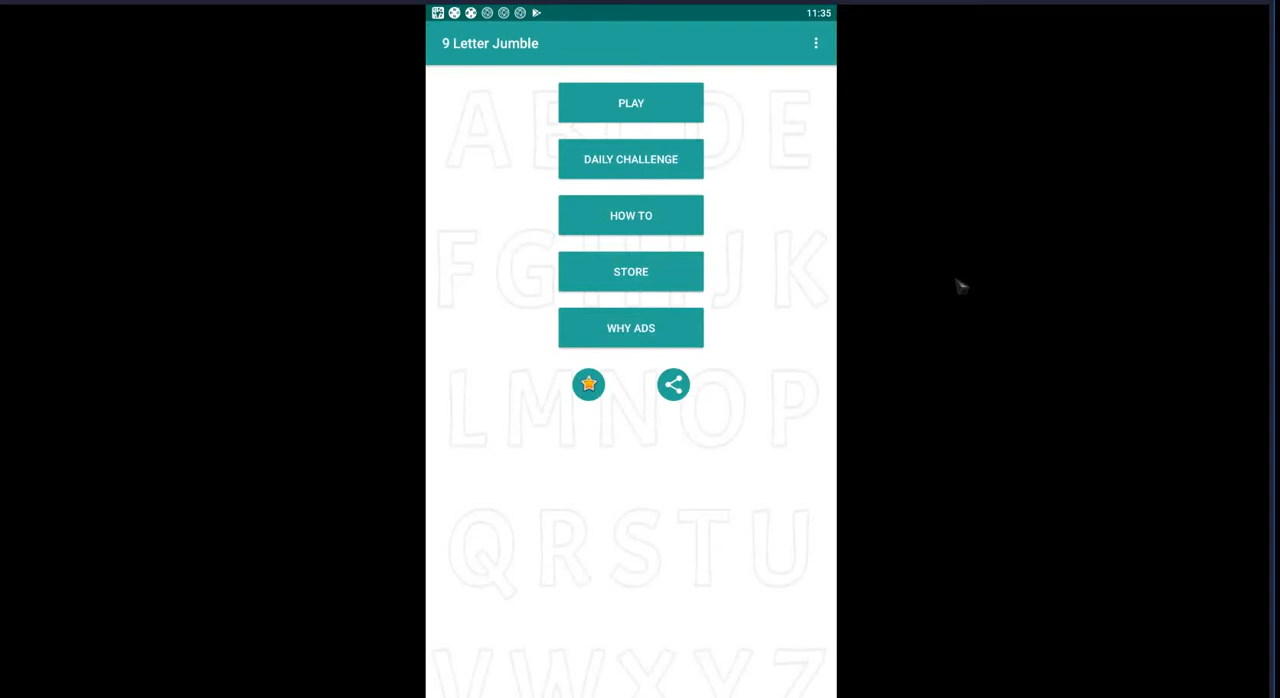 11:35
9 Letter Jumble
PLAY
DAILY CHALLENGE
HOW TO
STORE
WHY ADS
A B C D E
F G H I J K
L M N O P
Q R S T U
V W X Y Z